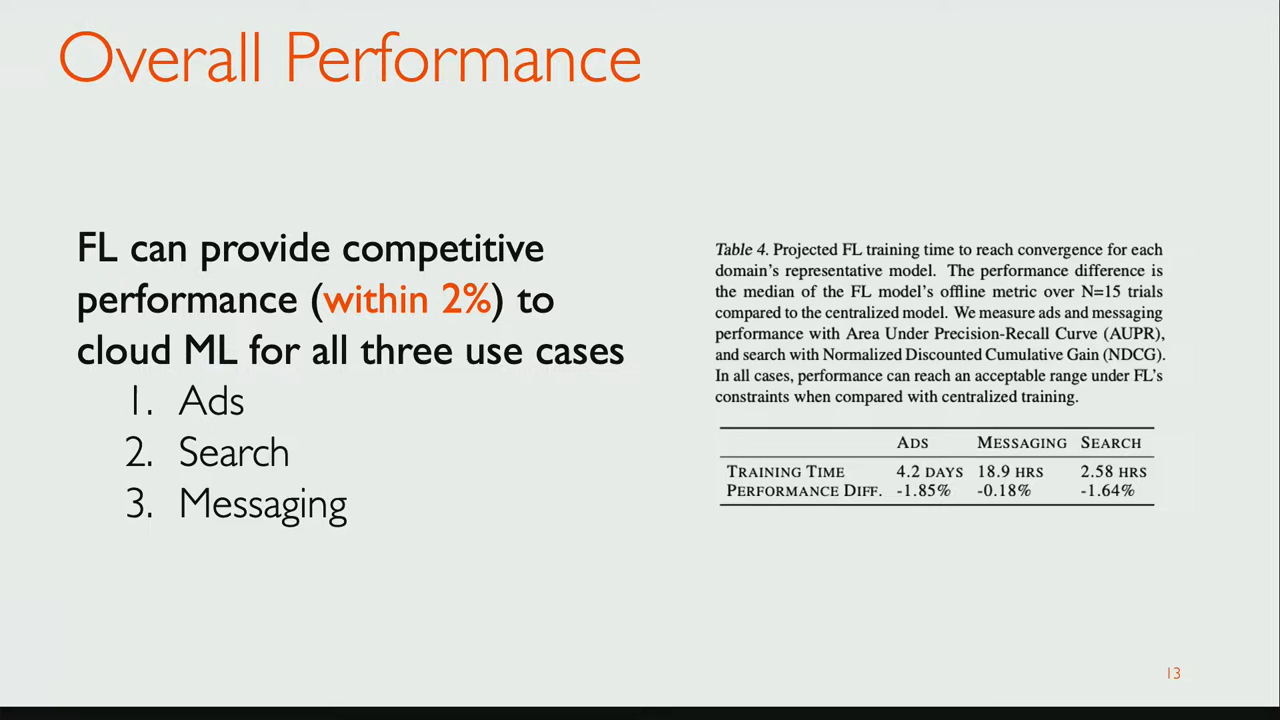 Overall Performance
FL can provide competitive
performance (within 2%) to
cloud ML for all three use cases
1. Ads
2. Search
3. Messaging
Table 4. Projected FL training time to reach convergence for each
domain's representative model. The performance difference is
the median of the FL model's offline metric over N=15 trials
compared to the centralized model. We measure ads and messaging
performance with Area Under Precision-Recall Curve (AUPR),
and search with Normalized Discounted Cumulative Gain (NDCG).
In all cases, performance can reach an acceptable range under FL's
constraints when compared with centralized training.
ADS MESSAGING SEARCH
TRAINING TIME 4.2 DAYS 18.9 HRS 2.58 HRS
PERFORMANCE DIFF. -1.85% -0.18% -1.64%
13